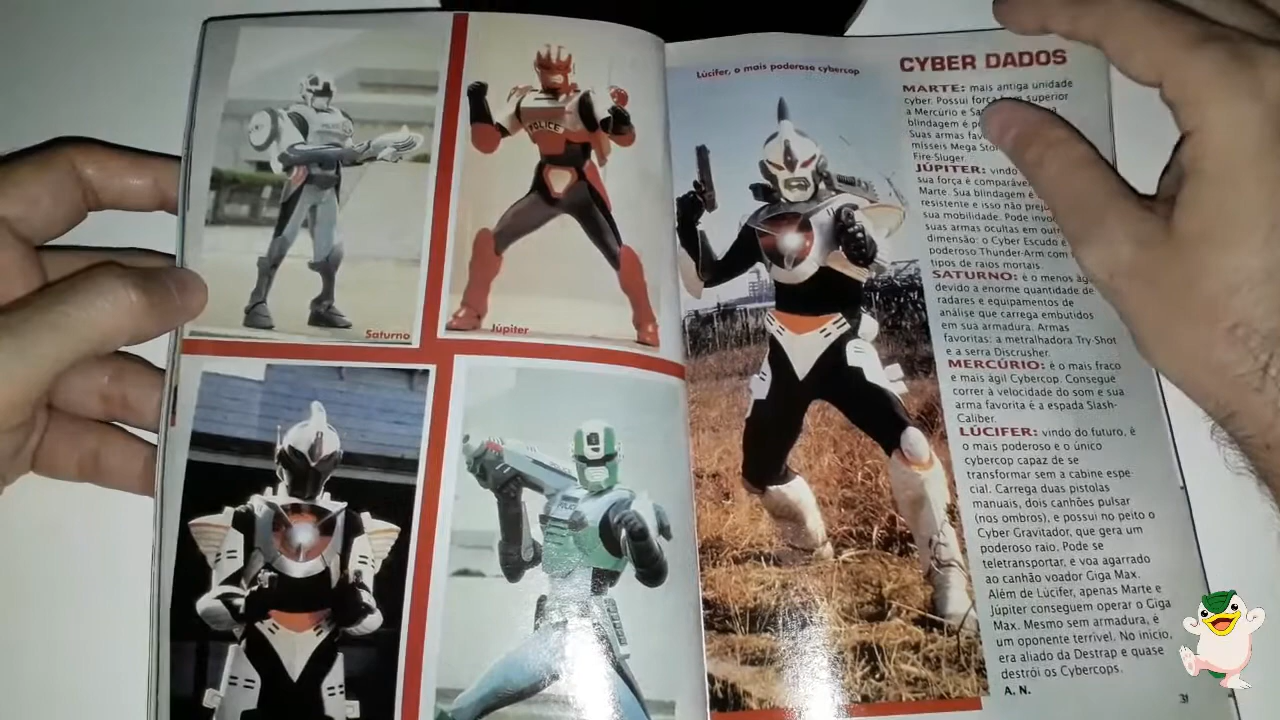 POLICE
Saturno
POLICE
Júpiter
POLICE
Lúcifer, o mais poderoso cybercop
CYBER DADOS
MARTE: mais antiga unidade
cyber. Possui força superior
a Mercúrio e
blindagem é
Suas armas
mísseis Mega
Fire-Sluger.
JÚPITER: vindo
sua força é
Marte. Sua blindagem é
resistente e isso não
sua mobilidade. Pode
suas armas ocultas em
dimensão: o Cyber Escudo e
poderoso Thunder-Arm com
tipos de raios mortais.
SATURNO: é o menos
devido a enorme quantidade de
radares e equipamentos de
análise que carrega embutidos
em sua armadura. Armas
favoritas: a metralhadora Try-Shot
e a serra Discrusher.
MERCÚRIO: é o mais fraco
e mais ágil Cybercop. Consegue
correr à velocidade do som e sua
arma favorita é a espada Slash-
Caliber.
LÚCIFER: vindo do futuro, é
o mais poderoso e o único
cybercop capaz de se
transformar sem a cabine espe-
cial. Carrega duas pistolas
manuais, dois canhões pulsar
(nos ombros), e possui no peito o
Cyber Gravitador, que gera um
poderoso raio. Pode se
teletransportar, e voa agarrado
ao canhão voador Giga Max.
Além de Lúcifer, apenas Marte e
Júpiter conseguem operar o Giga
Max. Mesmo sem armadura, é
um oponente terrível. No início,
era aliado da Destrap e quase
destrói os Cybercops.
A. N.
31